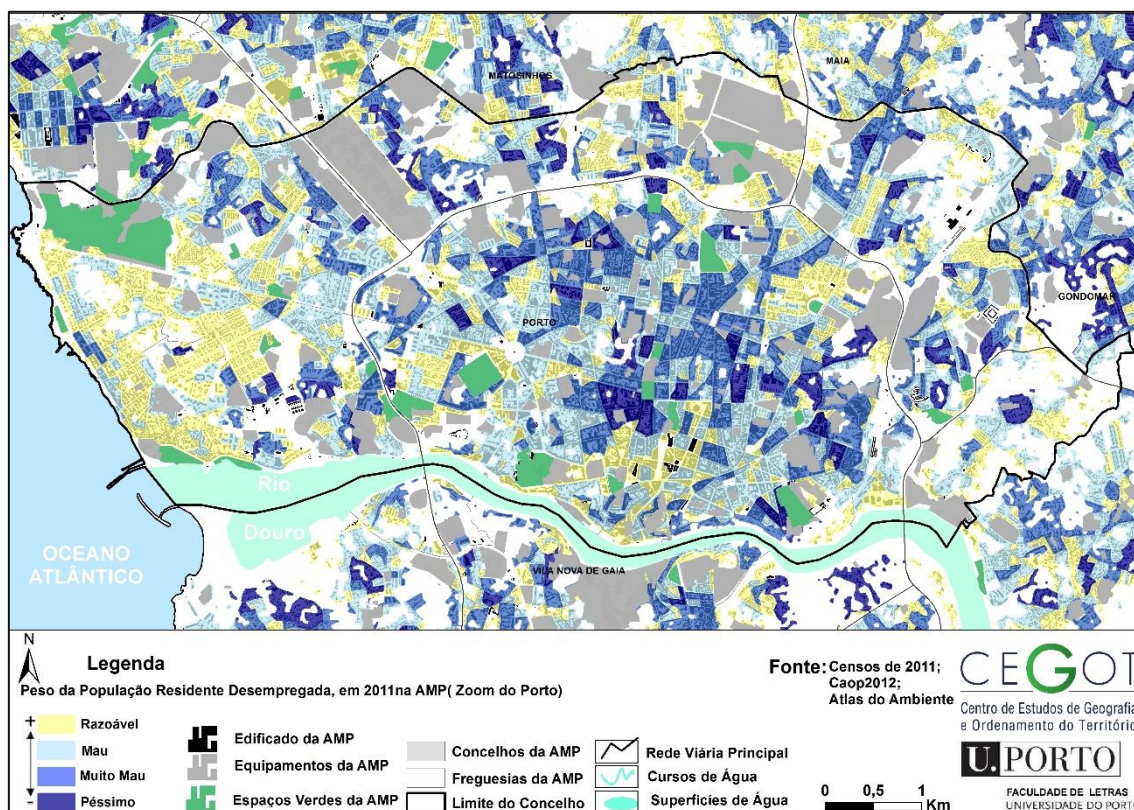 MATOSINHOS
MAIA
GONDOMAR
PORTO
Rio
Douro
OCEANO
ATLÂNTICO
VILA NOVA DE GAIA
N
Legenda
Peso da População Residente Desempregada, em 2011na AMP( Zoom do Porto)
+
Razoável
Mau
Muito Mau
- Péssimo
Edificado da AMP
Equipamentos da AMP
Espaços Verdes da AMP
Concelhos da AMP
Freguesias da AMP
Limite do Concelho
Rede Viária Principal
Cursos de Água
Superfícies de Água
Fonte: Censos de 2011;
Caop2012;
Atlas do Ambiente
0 0,5 1
Km
CEGOT
Centro de Estudos de Geografia
e Ordenamento do Território
U. PORTO
FACULDADE DE LETRAS
UNIVERSIDADE DO PORT